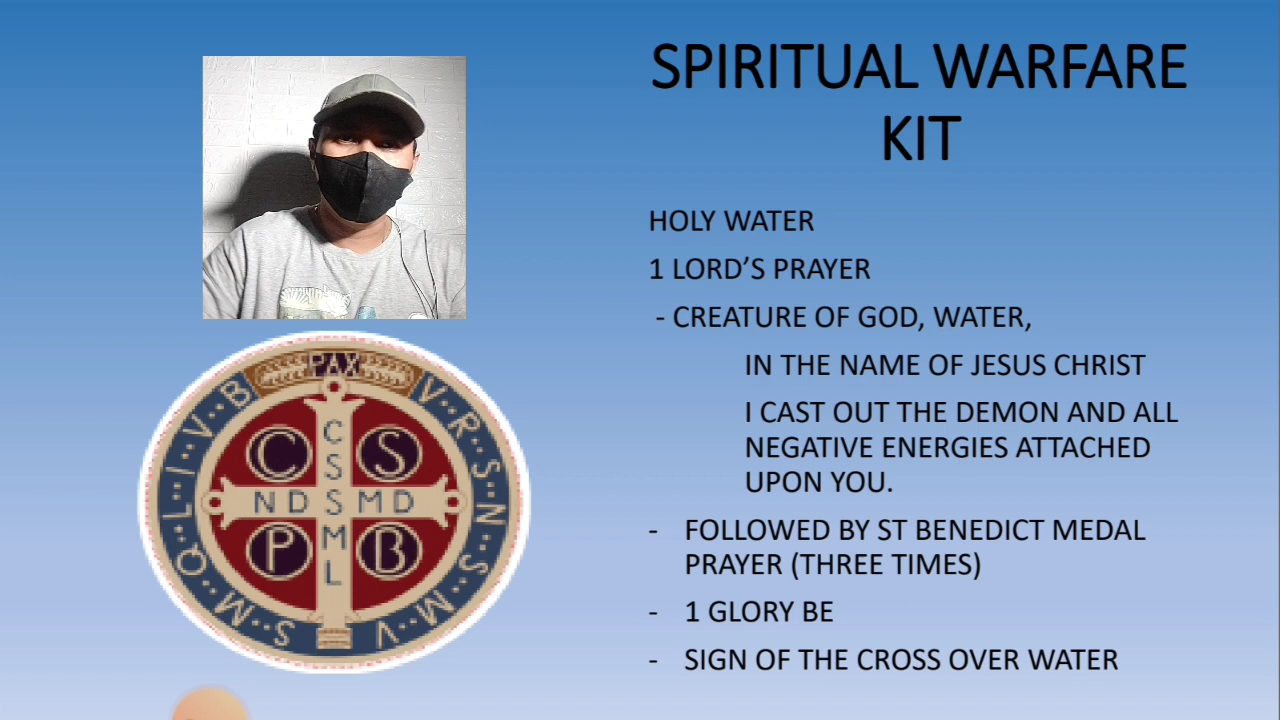 SPIRITUAL WARFARE
KIT
HOLY WATER
1 LORD’S PRAYER
- CREATURE OF GOD, WATER,
IN THE NAME OF JESUS CHRIST
I CAST OUT THE DEMON AND ALL
NEGATIVE ENERGIES ATTACHED
UPON YOU.
- FOLLOWED BY ST BENEDICT MEDAL
PRAYER (THREE TIMES)
- 1 GLORY BE
- SIGN OF THE CROSS OVER WATER
PAX
V··R·S··N··S··M··V
S··M··Q··L·I··V··B
C S
C
S
N D S M D
M
L
P B